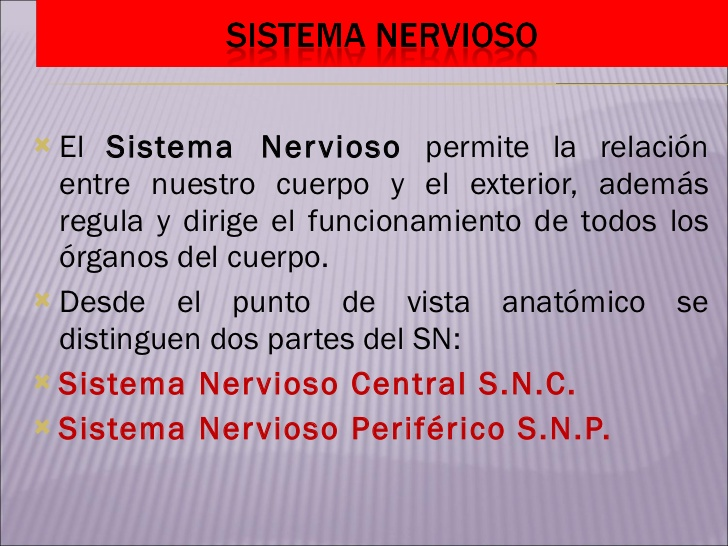 SISTEMA NERVIOSO
El Sistema Nervioso permite la relación
entre nuestro cuerpo y el exterior, además
regula y dirige el funcionamiento de todos los
órganos del cuerpo.
Desde el punto de vista anatómico se
distinguen dos partes del SN:
Sistema Nervioso Central S.N.C.
Sistema Nervioso Periférico S.N.P.